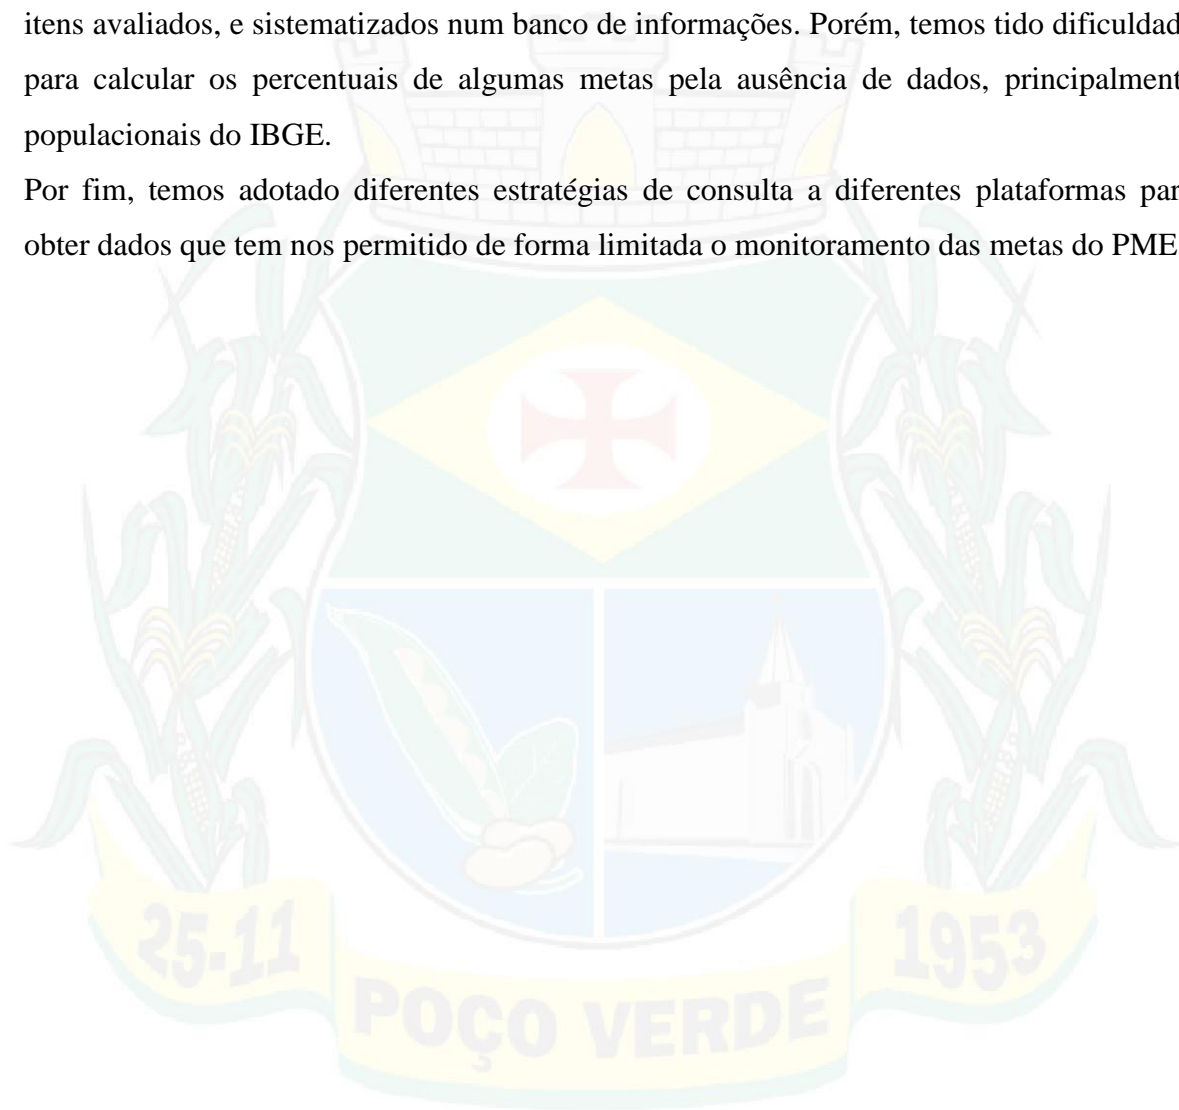 itens avaliados, e sistematizados num banco de informações. Porém, temos tido dificuldad
para calcular os percentuais de algumas metas pela ausência de dados, principalment
populacionais do IBGE.
Por fim, temos adotado diferentes estratégias de consulta a diferentes plataformas par
obter dados que tem nos permitido de forma limitada o monitoramento das metas do PME
25-11
1953
POÇO VERDE